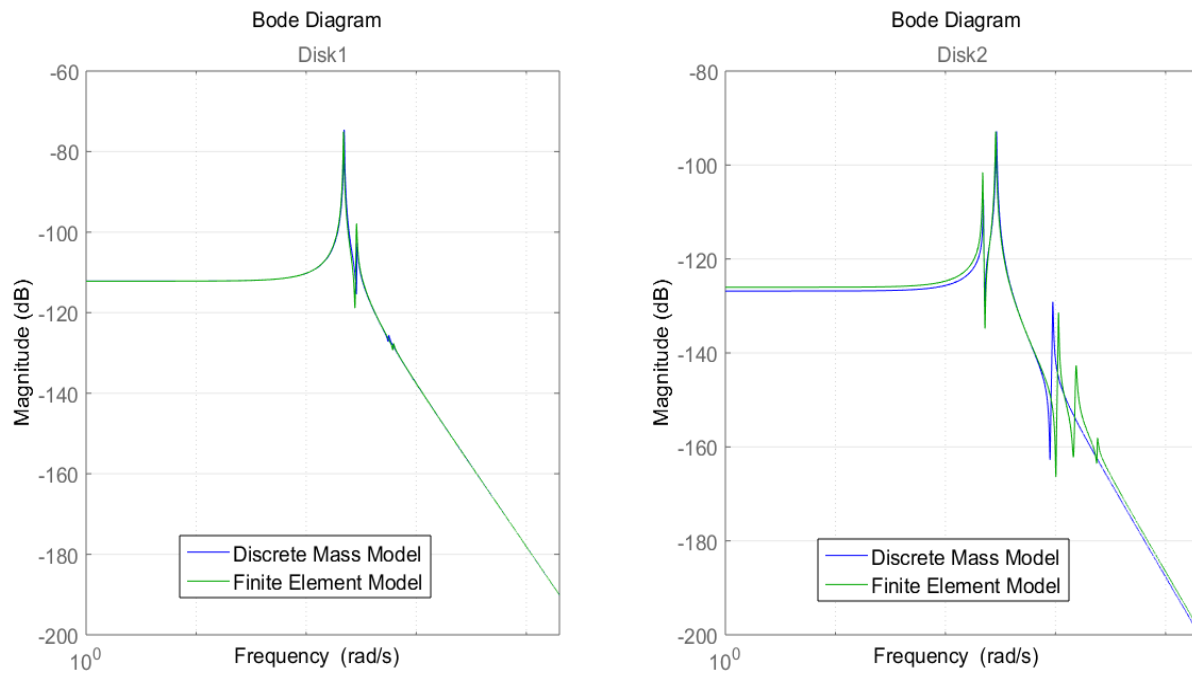 Bode Diagram
Disk1
-60
-80
-100
-120
-140
-160
-180
-200
Magnitude (dB)
10^0
Frequency (rad/s)
Discrete Mass Model
Finite Element Model
Bode Diagram
Disk2
-80
-100
-120
-140
-160
-180
-200
Magnitude (dB)
10^0
Frequency (rad/s)
Discrete Mass Model
Finite Element Model